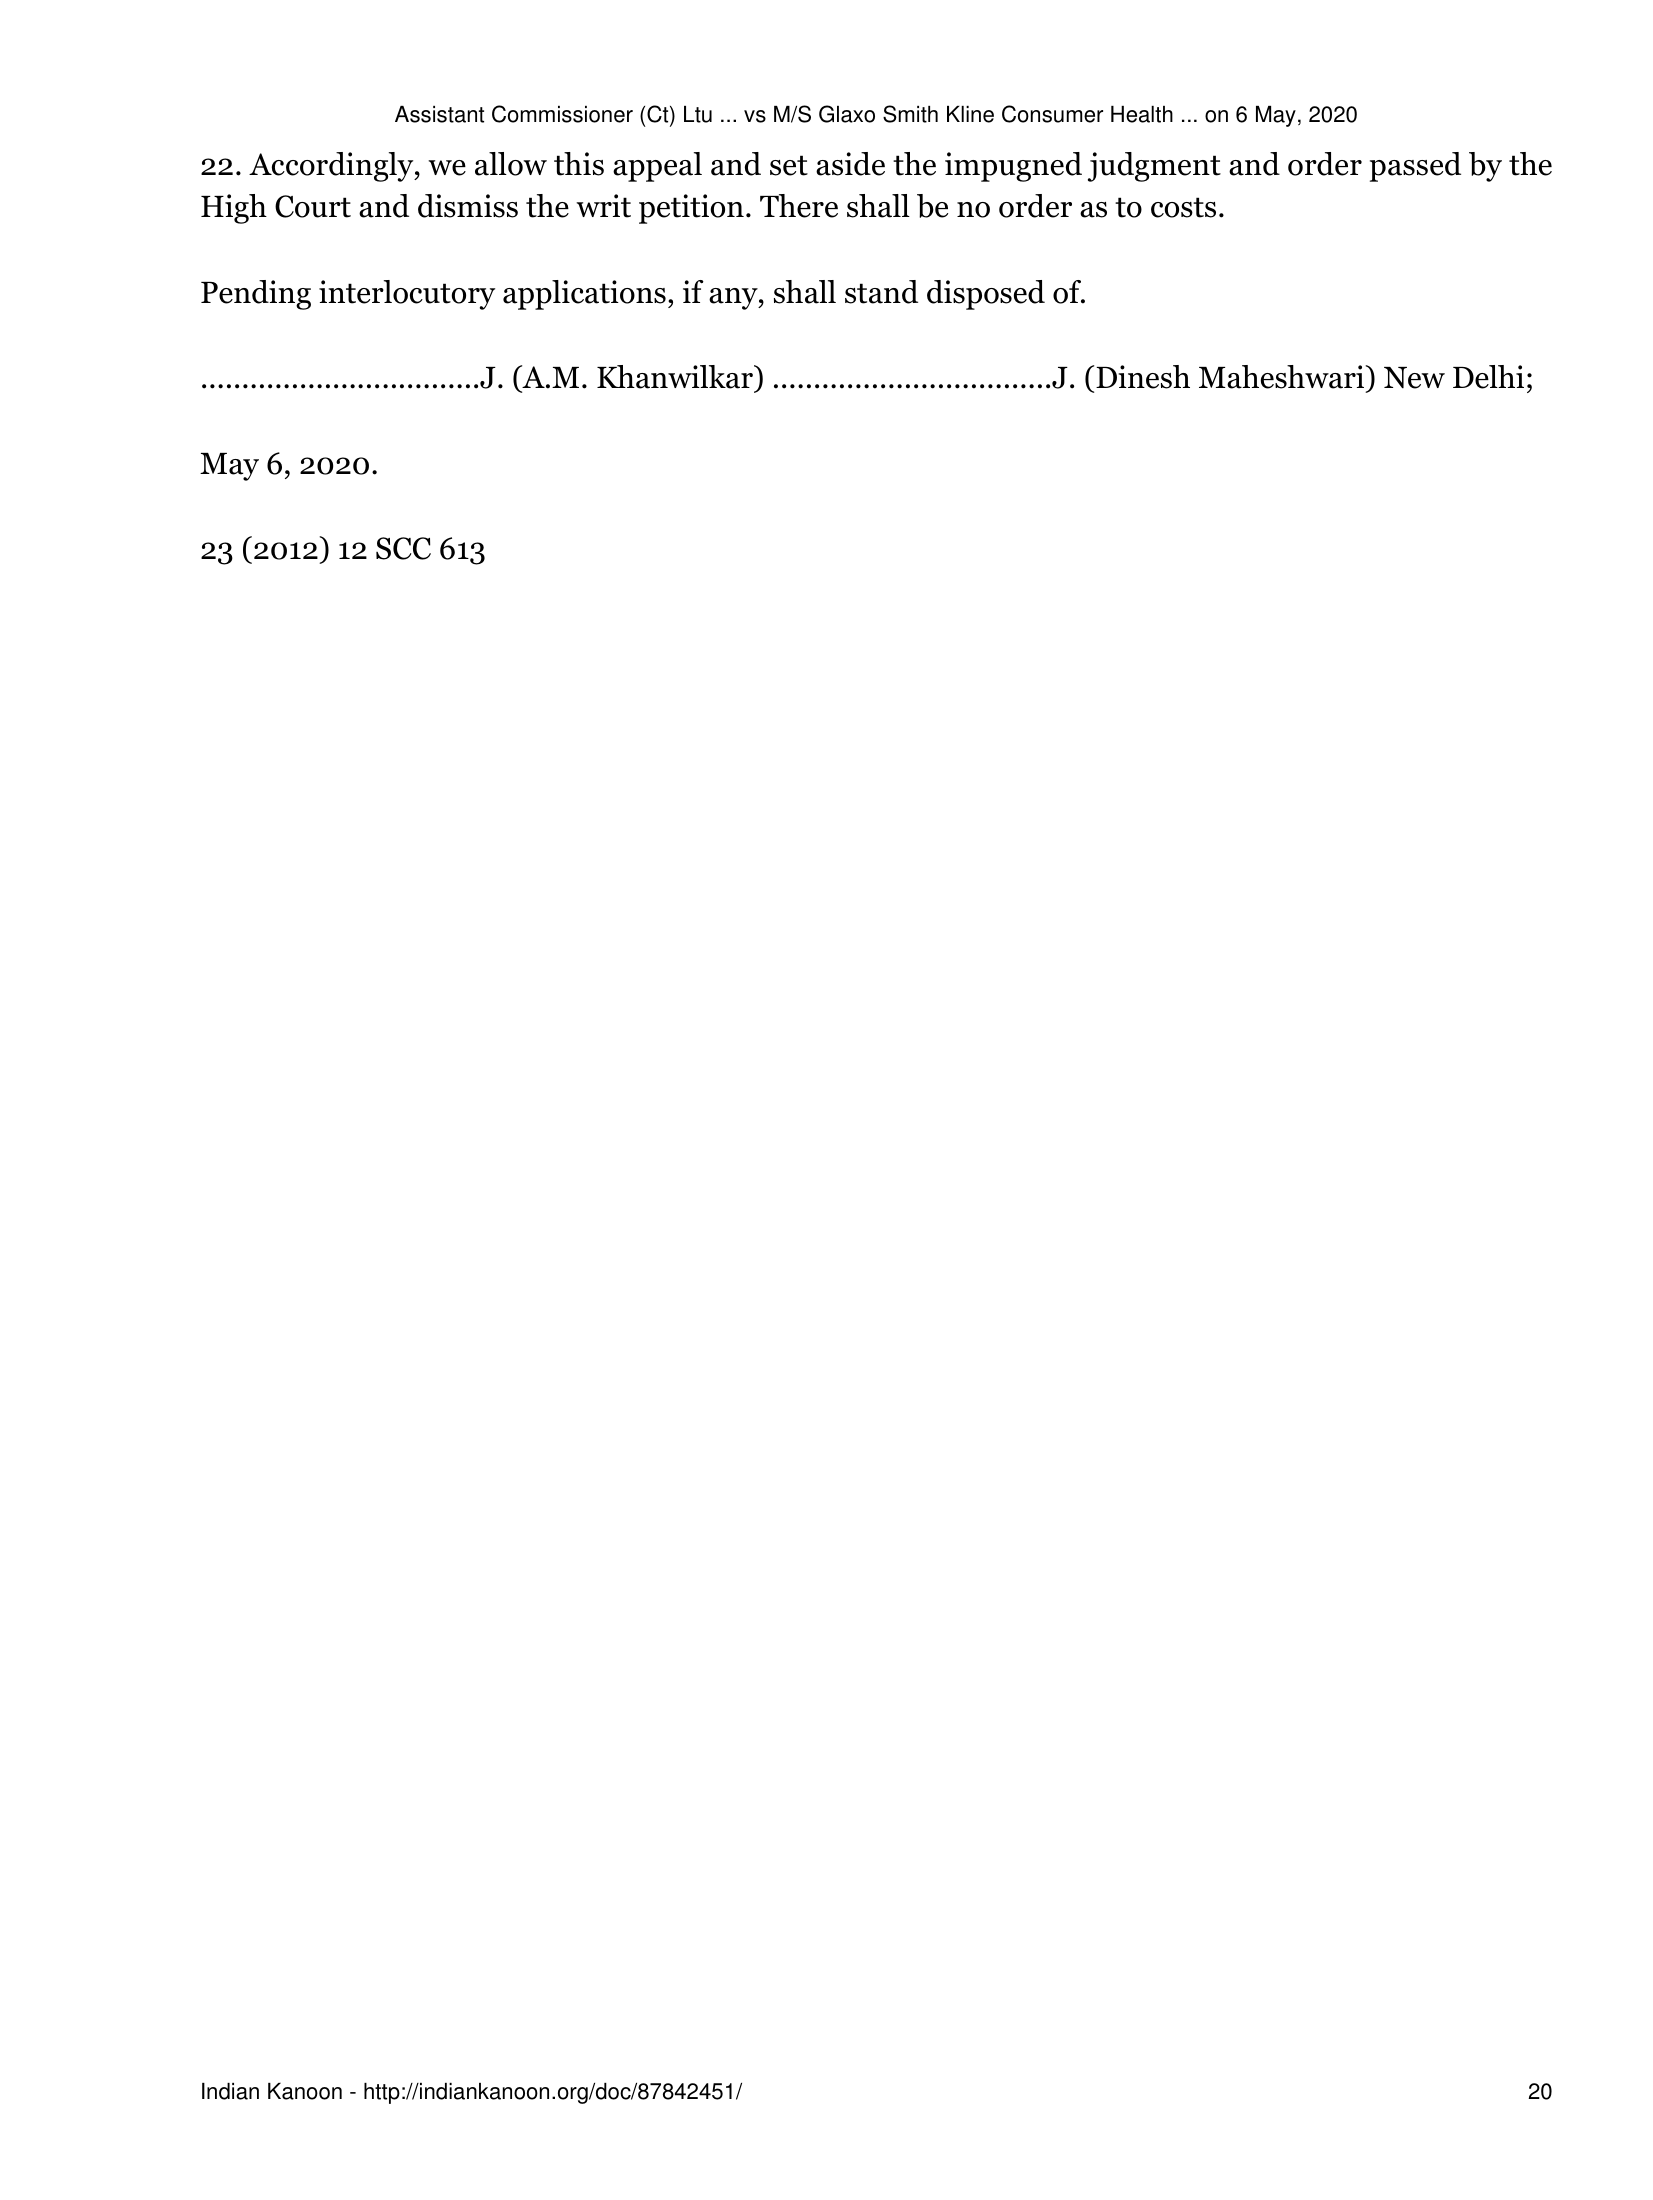 Assistant Commissioner (Ct) Ltu ... vs M/S Glaxo Smith Kline Consumer Health ... on 6 May, 2020
22. Accordingly, we allow this appeal and set aside the impugned judgment and order passed by the
High Court and dismiss the writ petition. There shall be no order as to costs.
Pending interlocutory applications, if any, shall stand disposed of.
..................................J. (A.M. Khanwilkar) ..................................J. (Dinesh Maheshwari) New Delhi;
May 6, 2020.
23 (2012) 12 SCC 613
Indian Kanoon - http://indiankanoon.org/doc/87842451/ 20